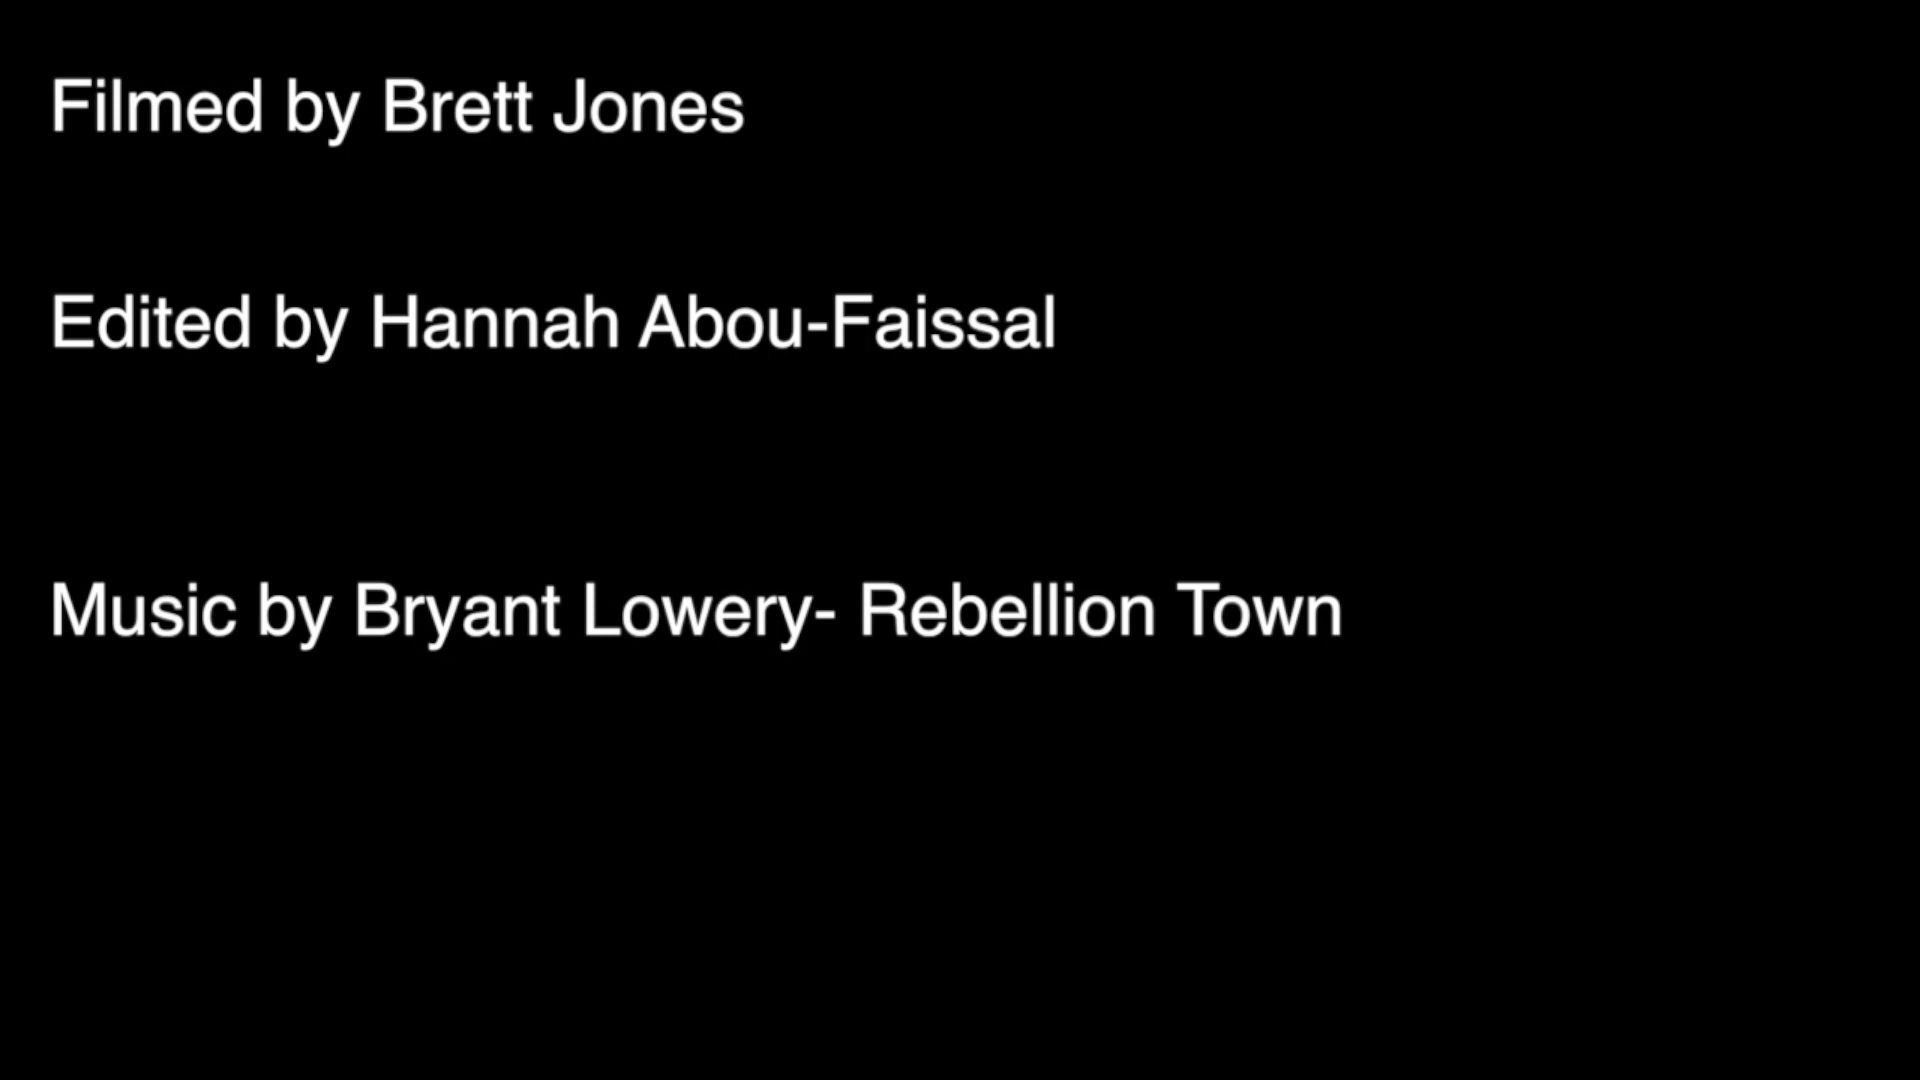 Filmed by Brett Jones
Edited by Hannah Abou-Faissal
Music by Bryant Lowery- Rebellion Town